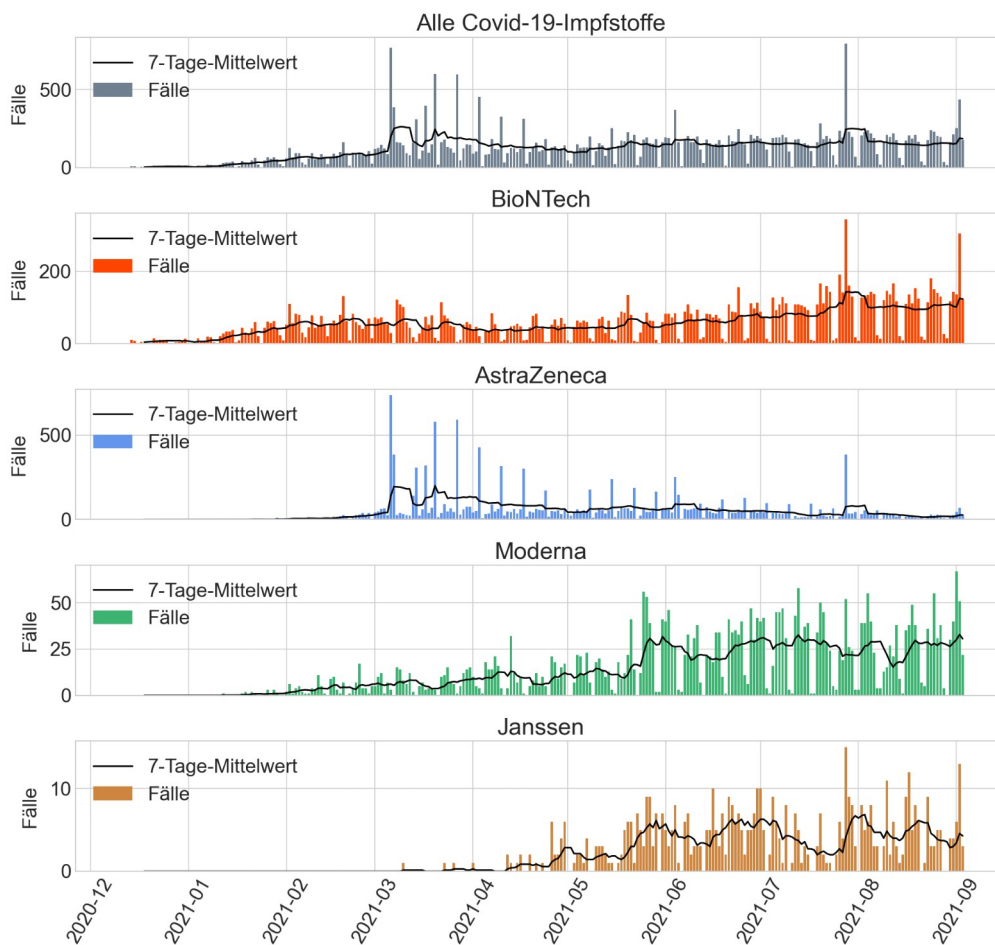 Alle Covid-19-Impfstoffe
Fälle
500
0
7-Tage-Mittelwert
Fälle
BioNTech
Fälle
200
0
7-Tage-Mittelwert
Fälle
AstraZeneca
Fälle
500
0
7-Tage-Mittelwert
Fälle
Moderna
Fälle
50
25
0
7-Tage-Mittelwert
Fälle
Janssen
Fälle
10
0
7-Tage-Mittelwert
Fälle
2020-12
2021-01
2021-02
2021-03
2021-04
2021-05
2021-06
2021-07
2021-08
2021-09